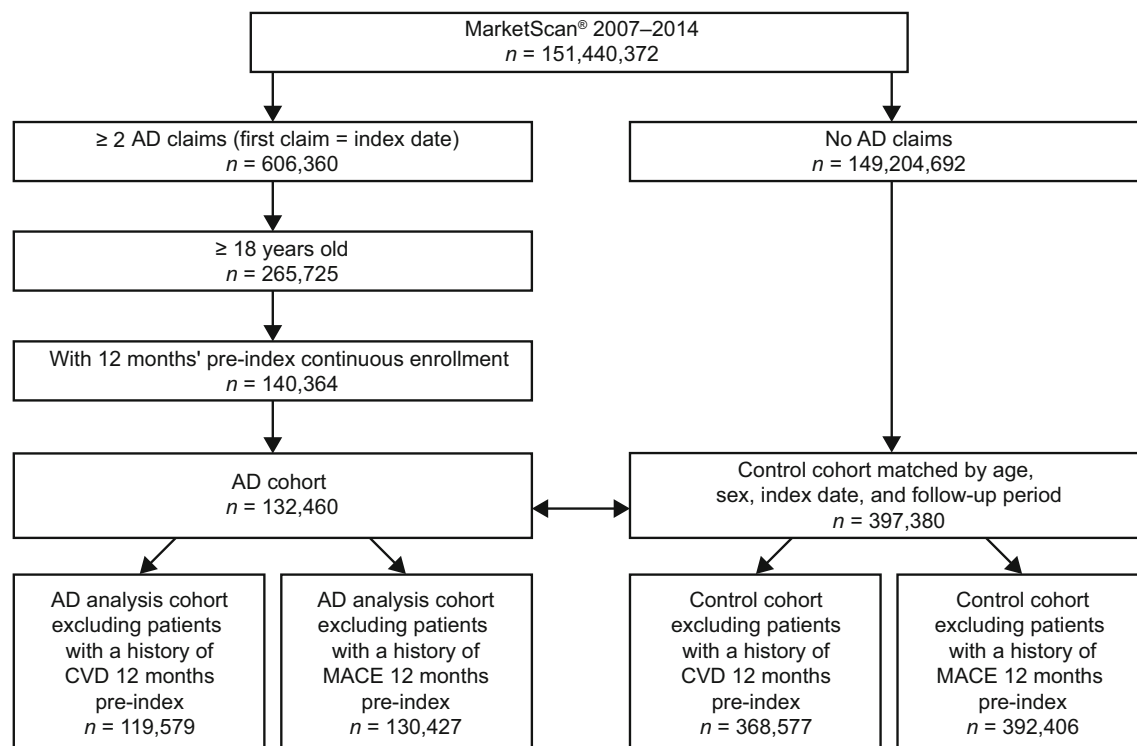 MarketScan® 2007–2014
n = 151,440,372
≥ 2 AD claims (first claim = index date)
n = 606,360
No AD claims
n = 149,204,692
≥ 18 years old
n = 265,725
With 12 months' pre-index continuous enrollment
n = 140,364
AD cohort
n = 132,460
Control cohort matched by age,
sex, index date, and follow-up period
n = 397,380
AD analysis cohort
excluding patients
with a history of
CVD 12 months
pre-index
n = 119,579
AD analysis cohort
excluding patients
with a history of
MACE 12 months
pre-index
n = 130,427
Control cohort
excluding patients
with a history of
CVD 12 months
pre-index
n = 368,577
Control cohort
excluding patients
with a history of
MACE 12 months
pre-index
n = 392,406